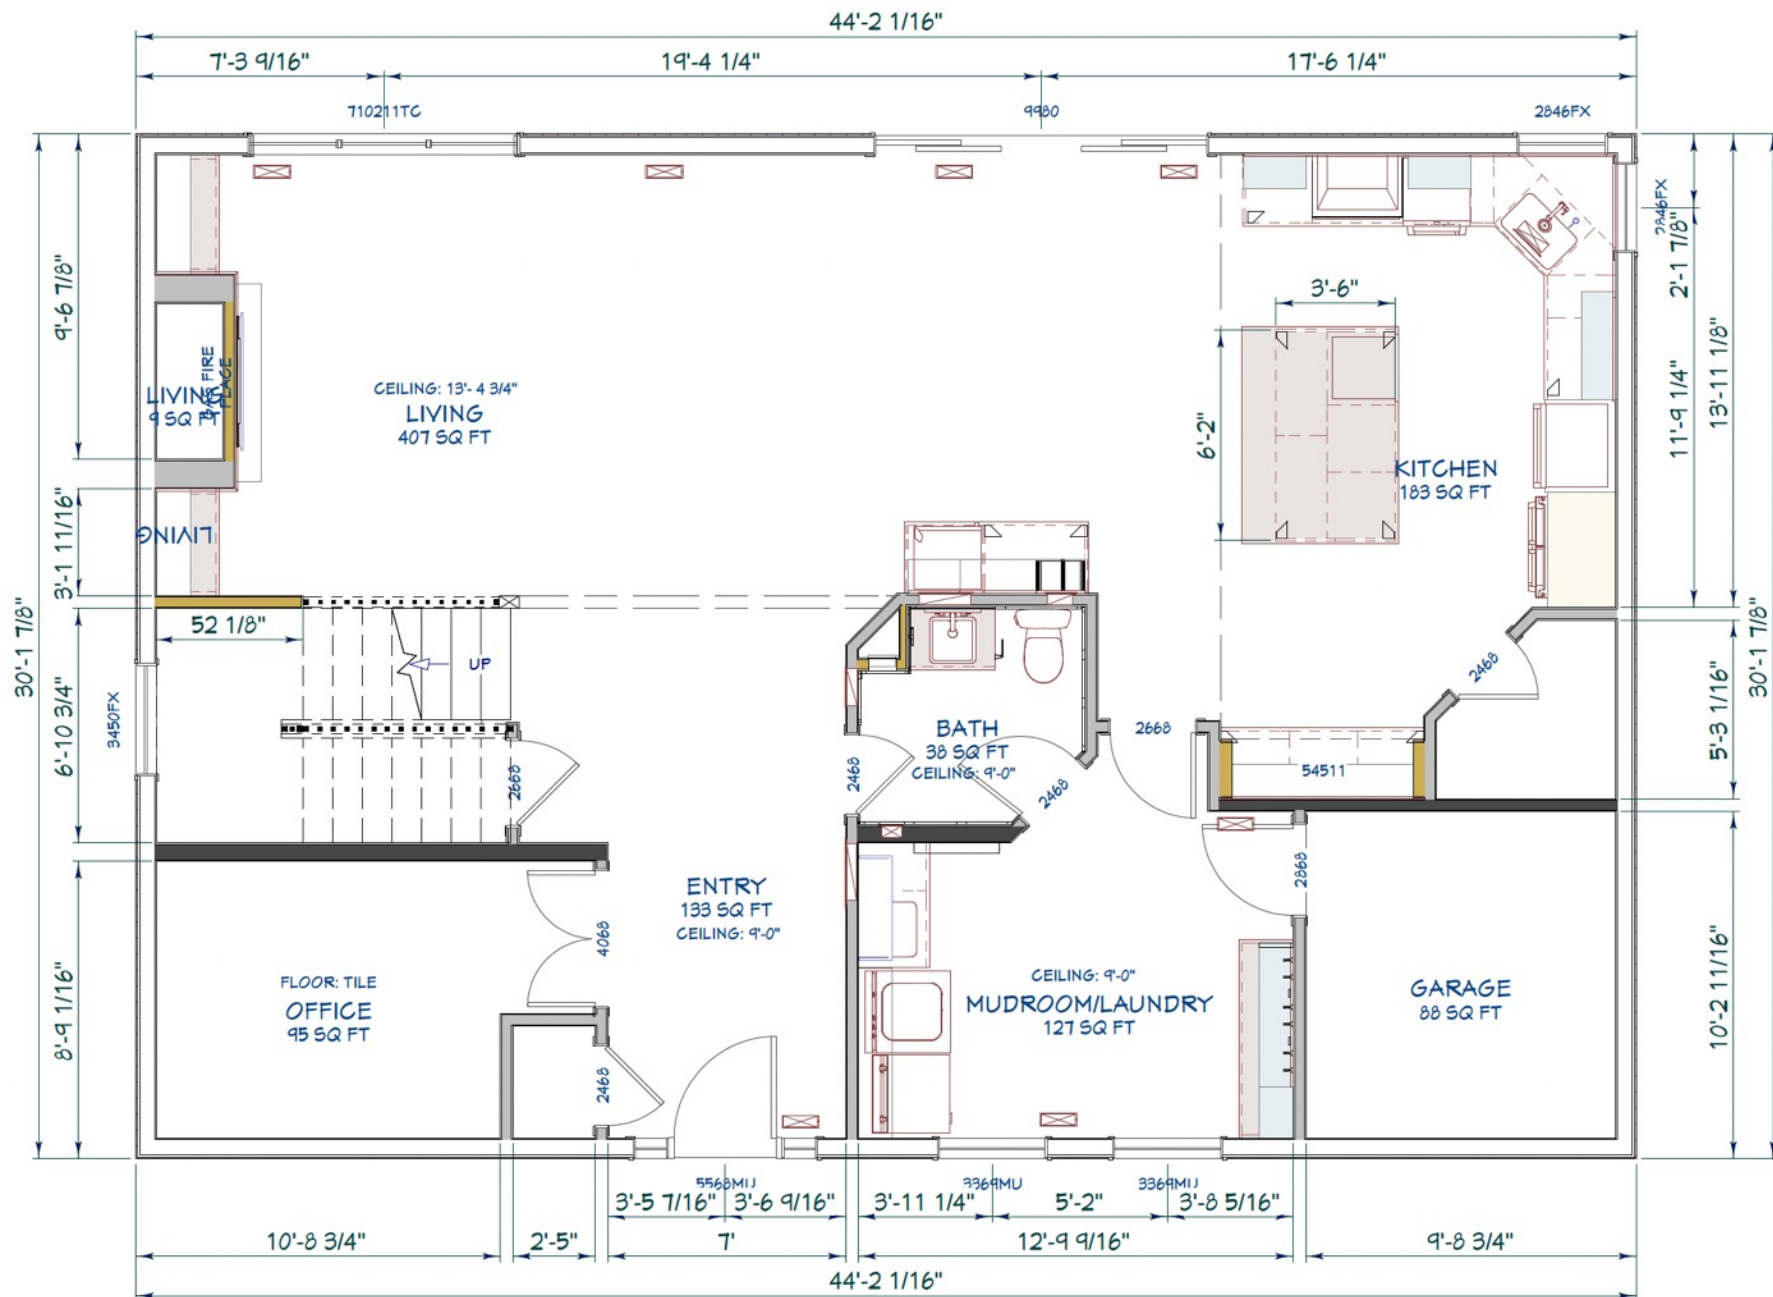 44'-2 1/16"
7'-3 9/16"
19'-4 1/4"
17'-6 1/4"
710211TC
9980
2846FX
2846FX
2'-1 7/8"
9'-6 7/8"
3'-6"
13'-11 1/8"
11'-9 1/4"
LIVING
9 SQ FT
FIRE
PLACE
CEILING: 13'- 4 3/4"
LIVING
407 SQ FT
6'-2"
KITCHEN
183 SQ FT
3'-1 11/16"
LIVING
30'-1 7/8"
52 1/8"
UP
2468
5'-3 1/16"
30'-1 7/8"
6'-10 3/4"
3450FX
BATH
38 SQ FT
CEILING: 9'-0"
2668
2668
2468
2468
54511
ENTRY
133 SQ FT
CEILING: 9'-0"
2868
4068
8'-9 1/16"
FLOOR: TILE
OFFICE
95 SQ FT
CEILING: 9'-0"
MUDROOM/LAUNDRY
127 SQ FT
GARAGE
88 SQ FT
10'-2 11/16"
2468
5568MU
3369MU
3369MU
3'-5 7/16"
3'-6 9/16"
3'-11 1/4"
5'-2"
3'-8 5/16"
10'-8 3/4"
2'-5"
7'
12'-9 9/16"
9'-8 3/4"
44'-2 1/16"